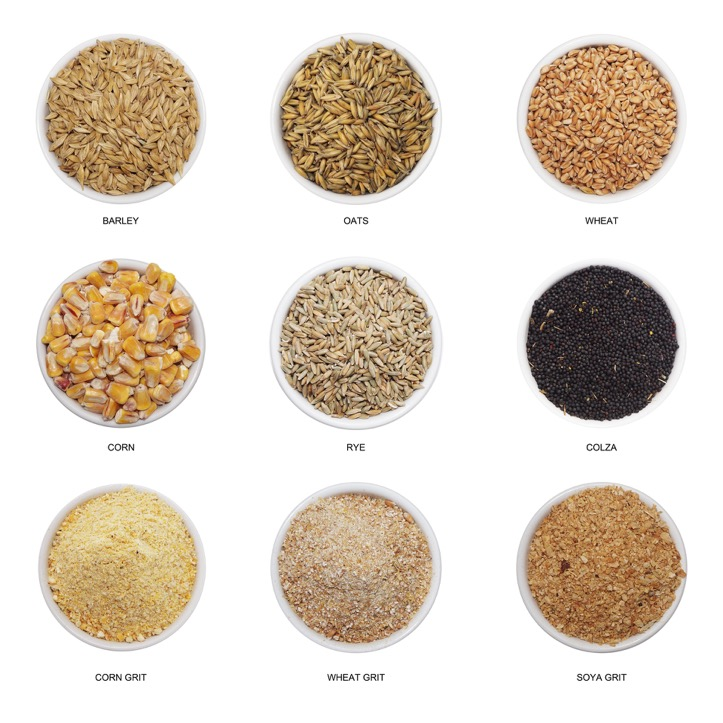 BARLEY
OATS
WHEAT
CORN
RYE
COLZA
CORN GRIT
WHEAT GRIT
SOYA GRIT